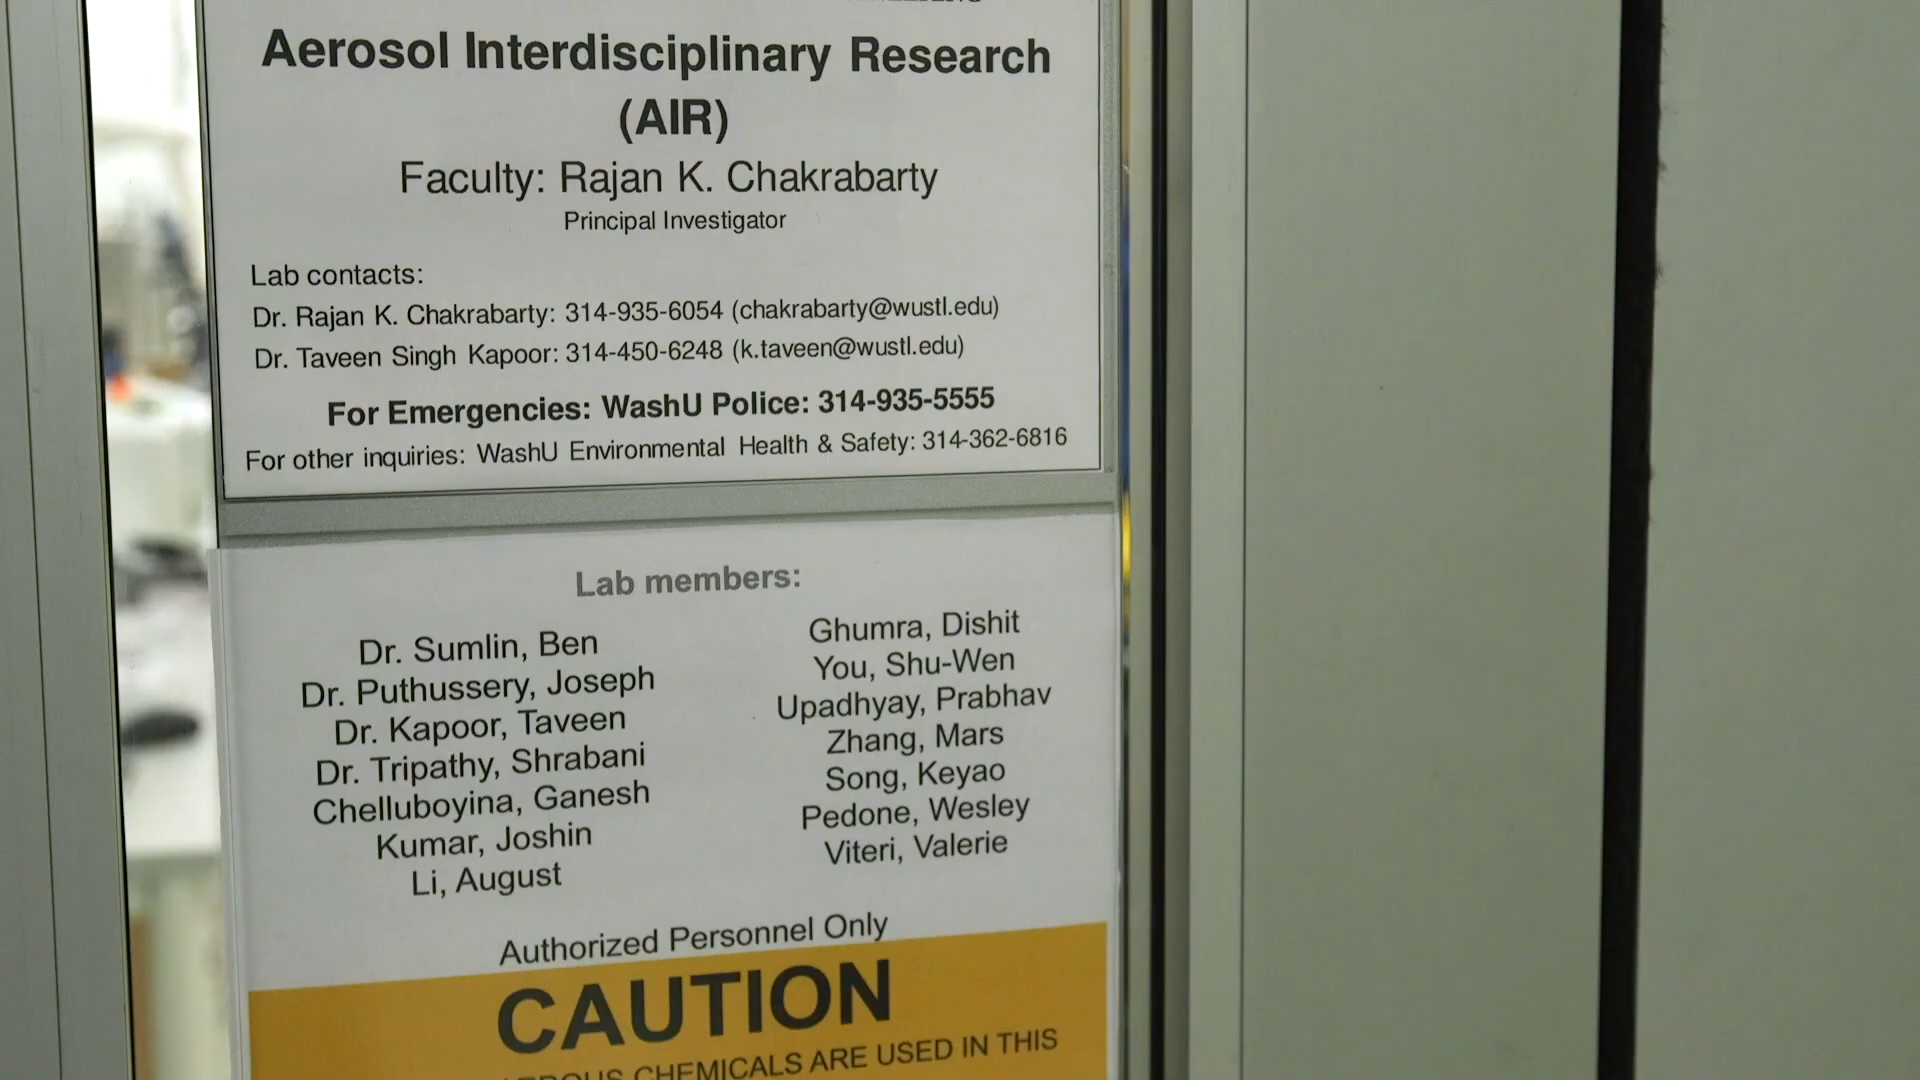 Aerosol Interdisciplinary Research
(AIR)
Faculty: Rajan K. Chakrabarty
Principal Investigator
Lab contacts:
Dr. Rajan K. Chakrabarty: 314-935-6054 (chakrabarty@wustl.edu)
Dr. Taveen Singh Kapoor: 314-450-6248 (k.taveen@wustl.edu)
For Emergencies: WashU Police: 314-935-5555
For other inquiries: WashU Environmental Health & Safety: 314-362-6816
Lab members:
Dr. Sumlin, Ben
Dr. Puthussery, Joseph
Dr. Kapoor, Taveen
Dr. Tripathy, Shrabani
Chelluboyina, Ganesh
Kumar, Joshin
Li, August
Ghumra, Dishit
You, Shu-Wen
Upadhyay, Prabhav
Zhang, Mars
Song, Keyao
Pedone, Wesley
Viteri, Valerie
Authorized Personnel Only
CAUTION
CHEMICALS ARE USED IN THIS